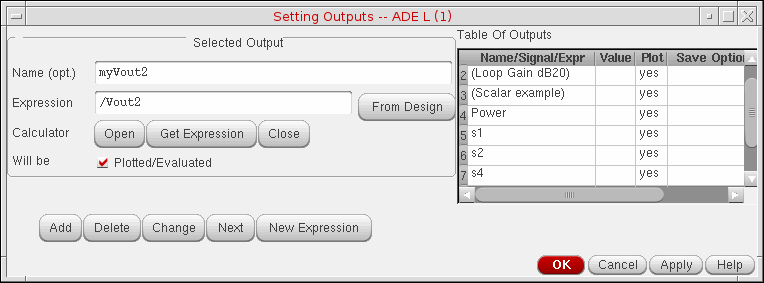 Setting Outputs -- ADE L (1)
Selected Output
Name (opt.) myVout2
Expression /Vout2 From Design
Calculator Open Get Expression Close
Will be Plotted/Evaluated
Add Delete Change Next New Expression
Table Of Outputs
Name/Signal/Expr Value Plot Save Option
2 (Loop Gain dB20) yes
3 (Scalar example) yes
4 Power yes
5 s1 yes
6 s2 yes
7 s4 yes
OK Cancel Apply Help